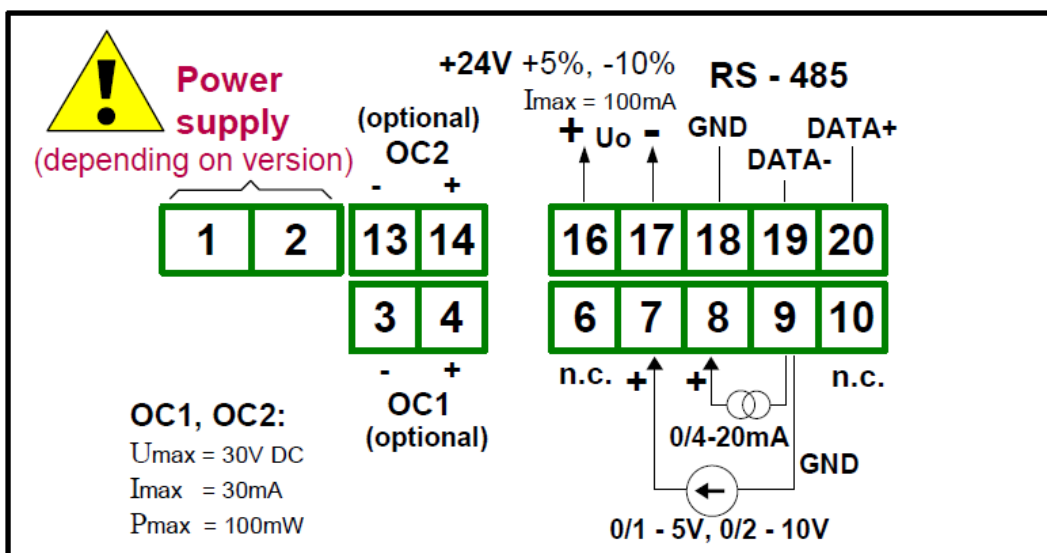 !
Power
supply
(depending on version)
+24V +5%, -10%
Imax = 100mA
RS - 485
(optional)
OC2
- +
+ Uo -
GND
DATA-
DATA+
1 2 13 14 16 17 18 19 20
3 4 6 7 8 9 10
- +
OC1
(optional)
n.c. + + n.c.
0/4-20mA
GND
0/1 - 5V, 0/2 - 10V
OC1, OC2:
Umax = 30V DC
Imax = 30mA
Pmax = 100mW